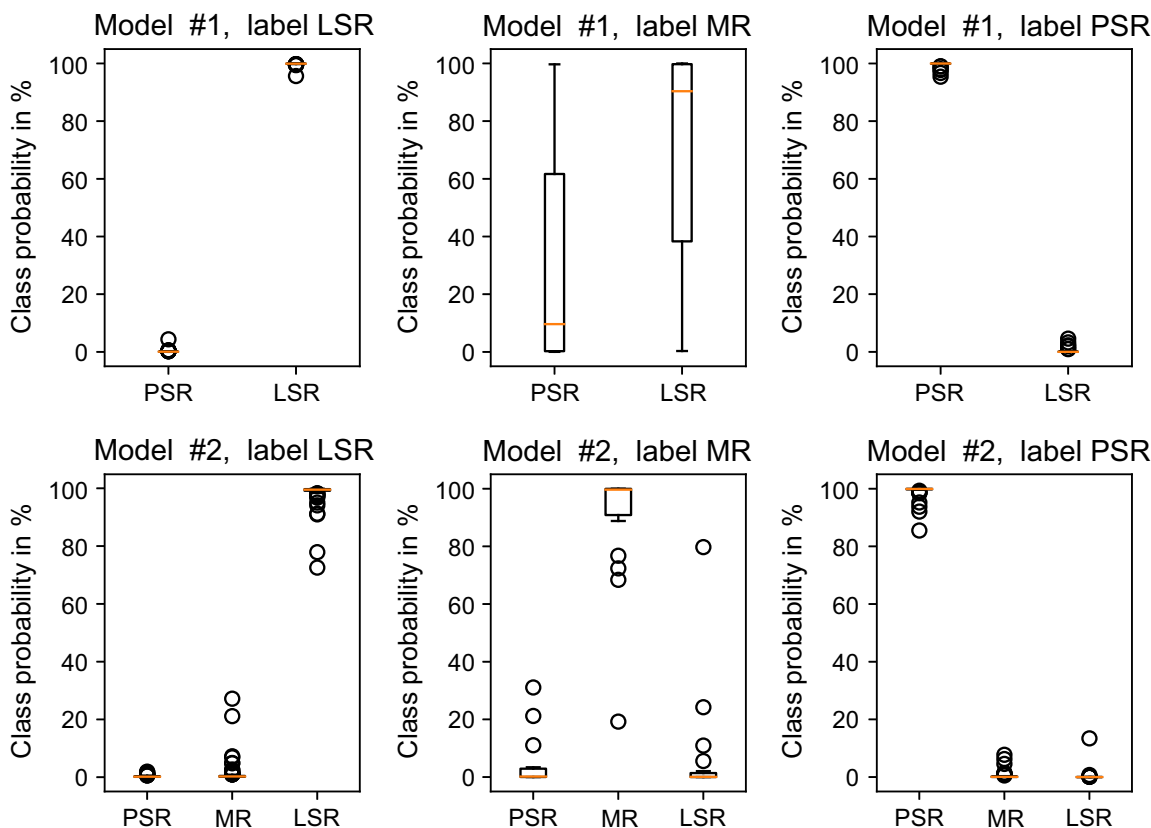 Model #1, label LSR
Model #1, label MR
Model #1, label PSR
Class probability in %
100
80
60
40
20
0
PSR LSR
Class probability in %
100
80
60
40
20
0
PSR LSR
Class probability in %
100
80
60
40
20
0
PSR LSR
Model #2, label LSR
Model #2, label MR
Model #2, label PSR
Class probability in %
100
80
60
40
20
0
PSR MR LSR
Class probability in %
100
80
60
40
20
0
PSR MR LSR
Class probability in %
100
80
60
40
20
0
PSR MR LSR